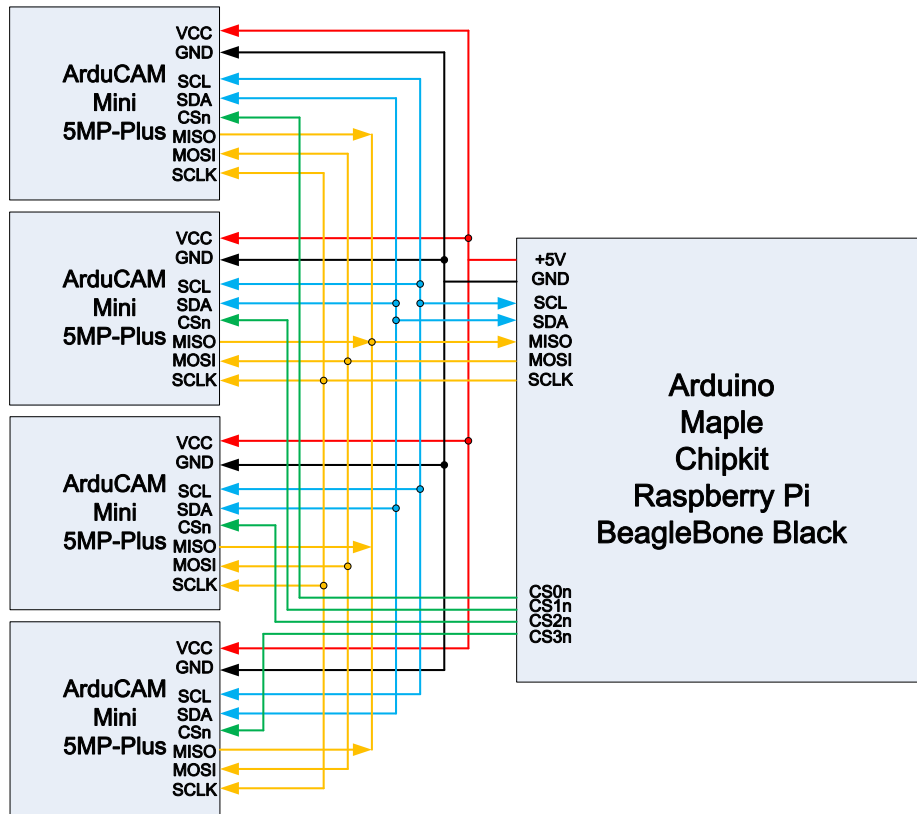 ArduCAM
Mini
5MP-Plus
VCC
GND
SCL
SDA
CSn
MISO
MOSI
SCLK
ArduCAM
Mini
5MP-Plus
VCC
GND
SCL
SDA
CSn
MISO
MOSI
SCLK
ArduCAM
Mini
5MP-Plus
VCC
GND
SCL
SDA
CSn
MISO
MOSI
SCLK
ArduCAM
Mini
5MP-Plus
VCC
GND
SCL
SDA
CSn
MISO
MOSI
SCLK
+5V
GND
SCL
SDA
MISO
MOSI
SCLK
Arduino
Maple
Chipkit
Raspberry Pi
BeagleBone Black
CS0n
CS1n
CS2n
CS3n